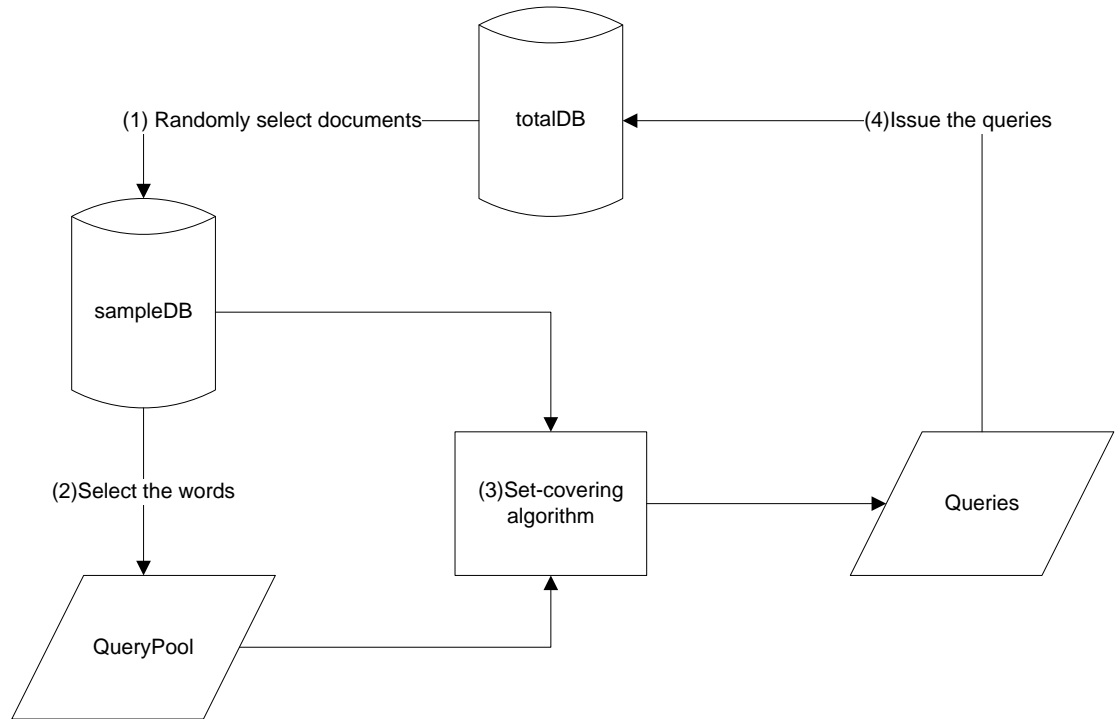 (1) Randomly select documents
totalDB
(4)Issue the queries
sampleDB
(2)Select the words
(3)Set-covering
algorithm
Queries
QueryPool